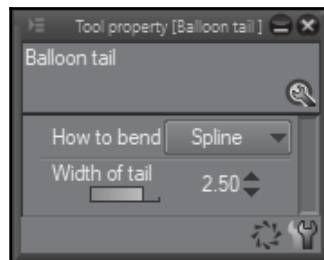 Tool property [Balloon tail ]
Balloon tail
How to bend Spline
Width of tail 2.50